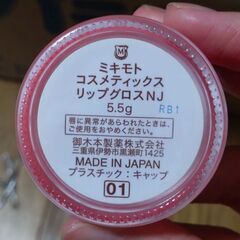 M
ミキモト
コスメティックス
リップグロスNJ
5.5g
RB1
唇に異常があらわれたときは、
ご使用をおやめください。
御木本製薬株式会社
三重県伊勢市黒瀬町1425
MADE IN JAPAN
プラスチック:キャップ
01